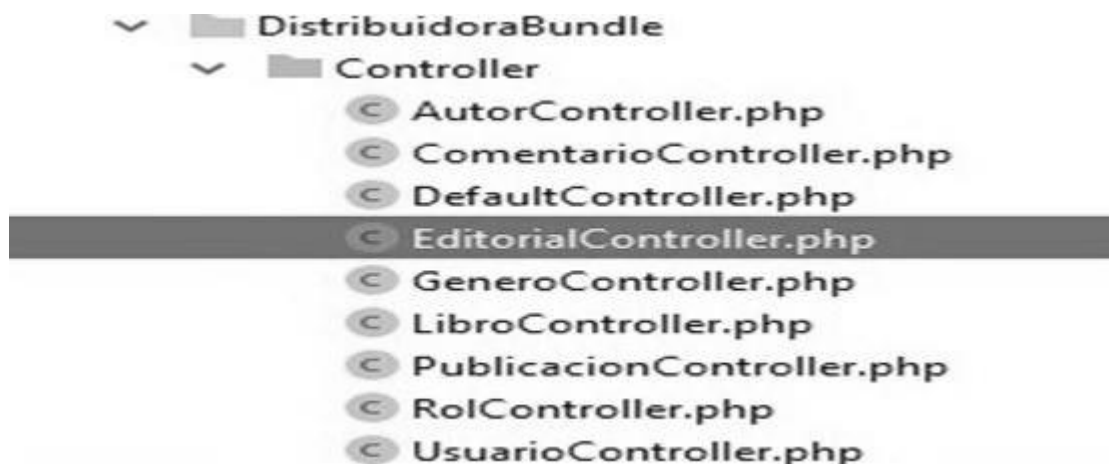 DistribuidoraBundle
Controller
AutorController.php
ComentarioController.php
DefaultController.php
EditorialController.php
GeneroController.php
LibroController.php
PublicacionController.php
RolController.php
UsuarioController.php